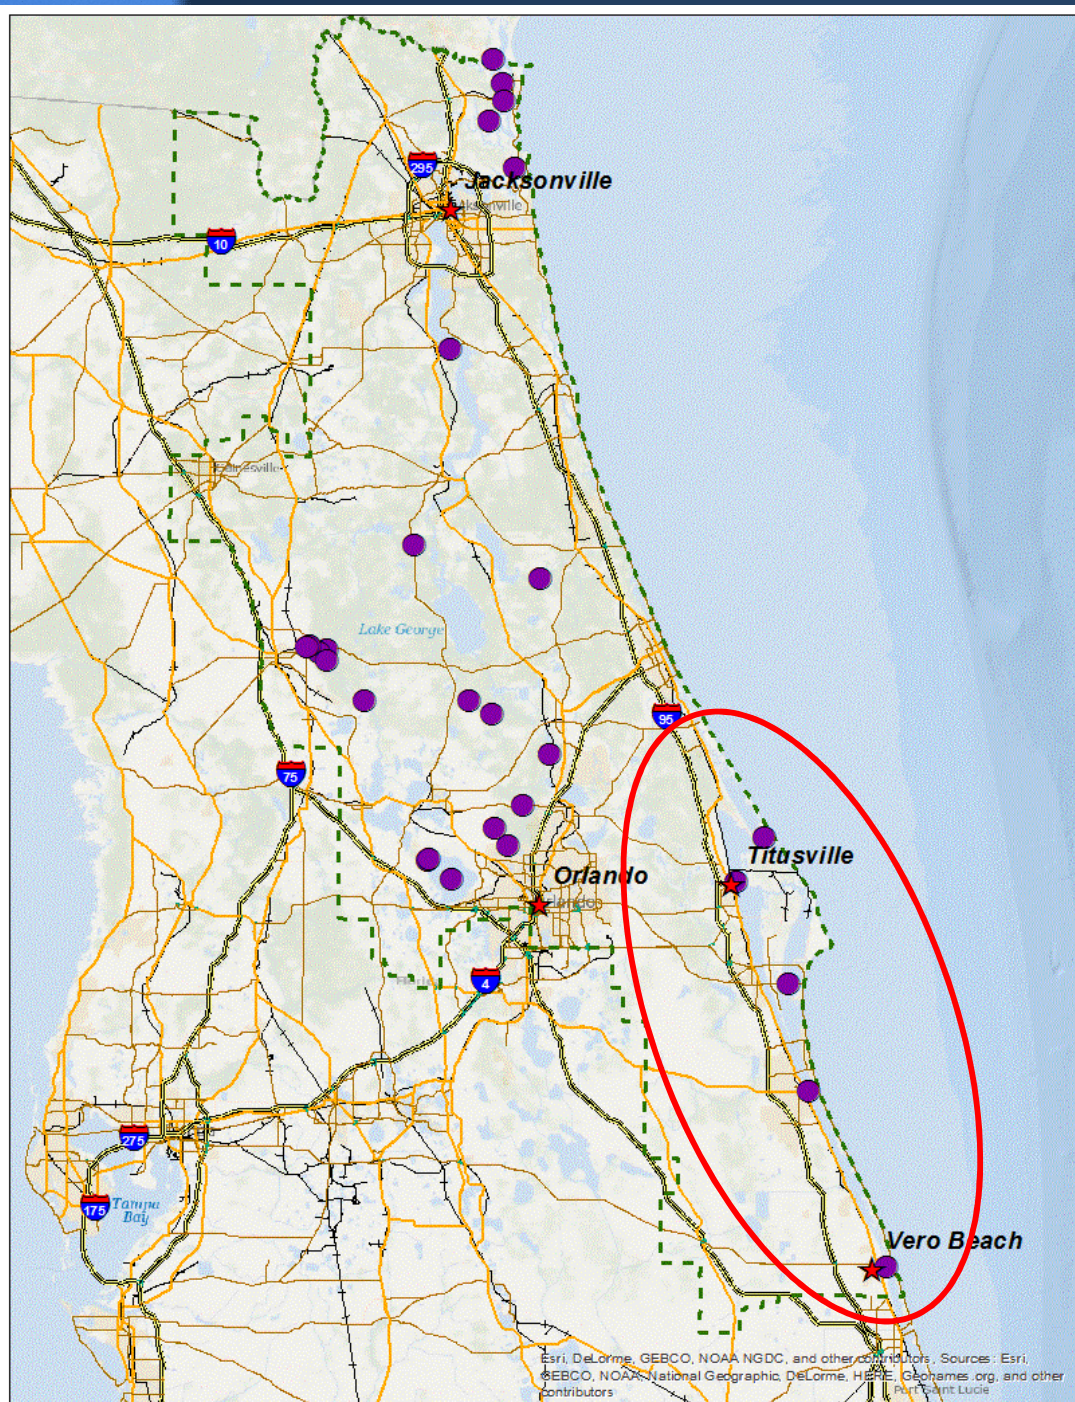 295
Jacksonville
10
Gainesville
Lake George
95
75
Titusville
Orlando
Orlando
4
275
175
Tampa
Bay
Vero Beach
Esri, DeLorme, GEBCO, NOAA NGDC, and other contributors, Sources: Esri,
GEBCO, NOAA, National Geographic, DeLorme, HERE, Geonames.org, and other
contributors
Port Saint Lucie